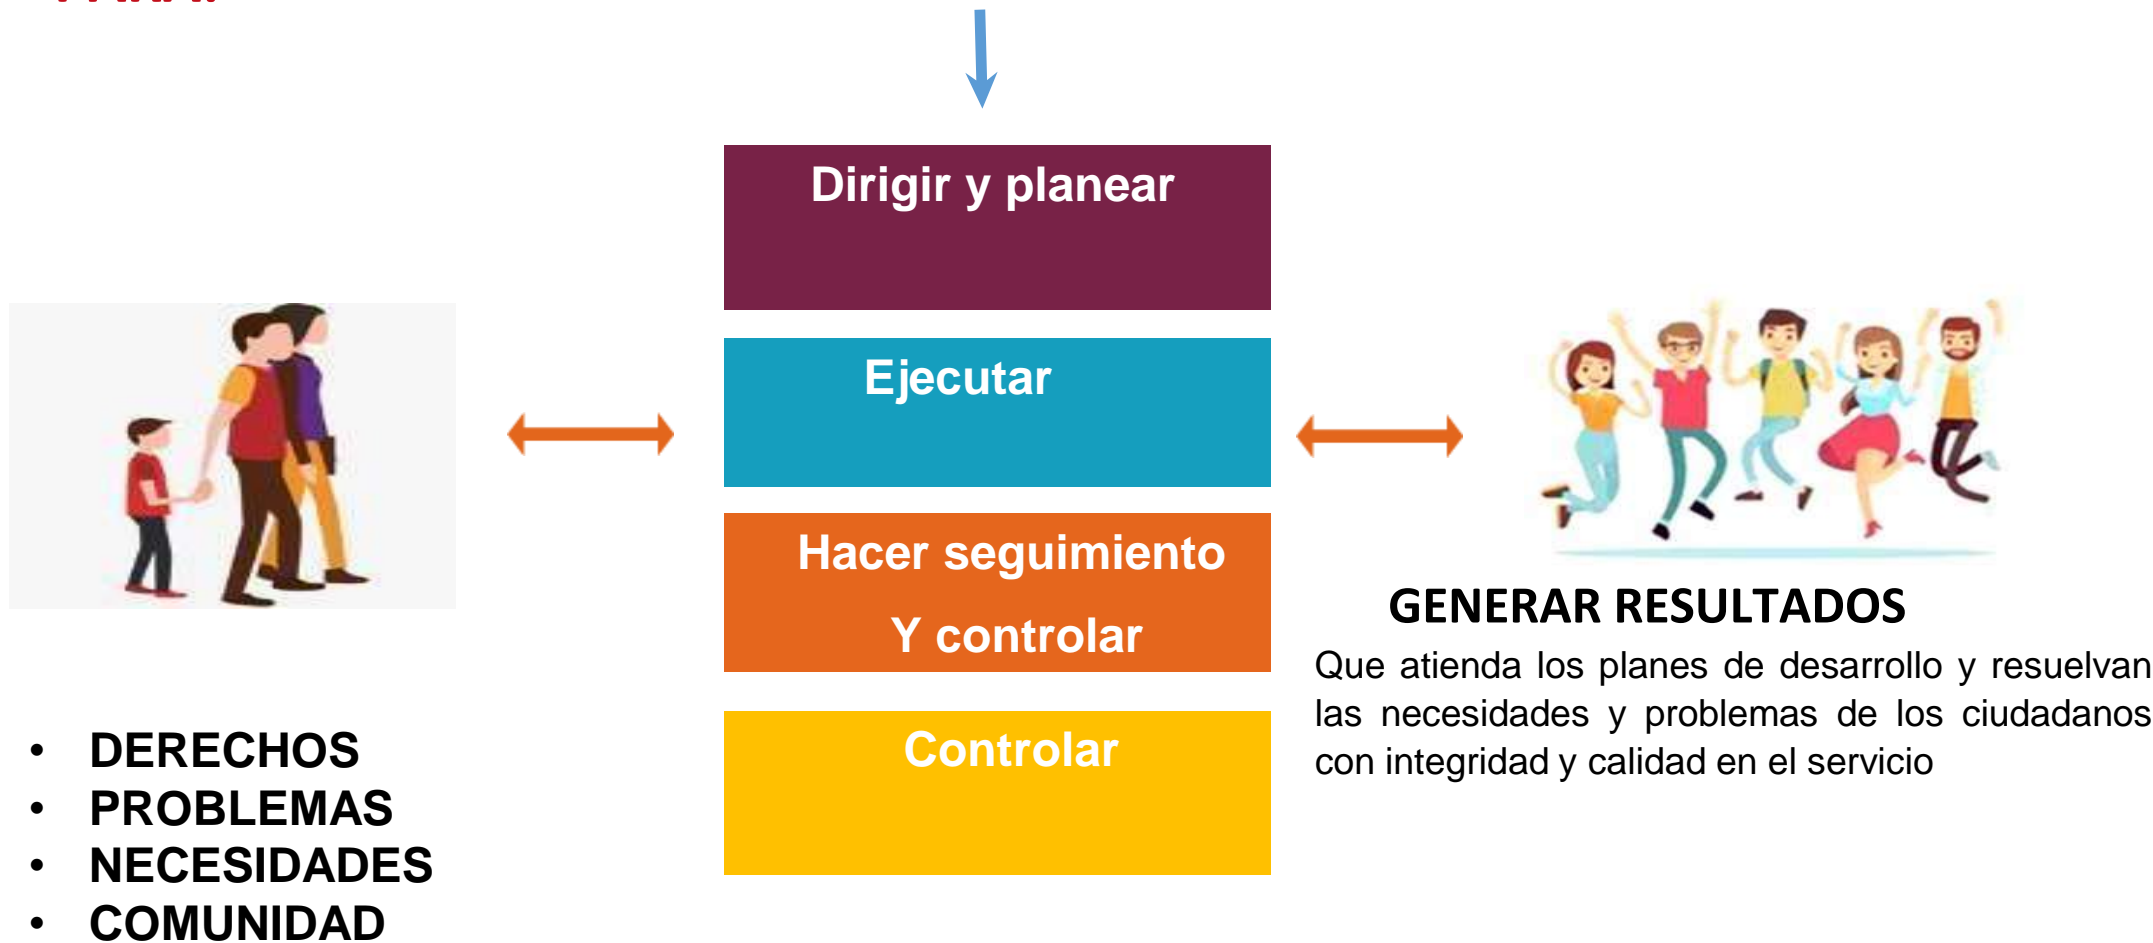 Dirigir y planear
Ejecutar
Hacer seguimiento
Y controlar
Controlar
• DERECHOS
• PROBLEMAS
• NECESIDADES
• COMUNIDAD
GENERAR RESULTADOS
Que atienda los planes de desarrollo y resuelvan
las necesidades y problemas de los ciudadanos
con integridad y calidad en el servicio